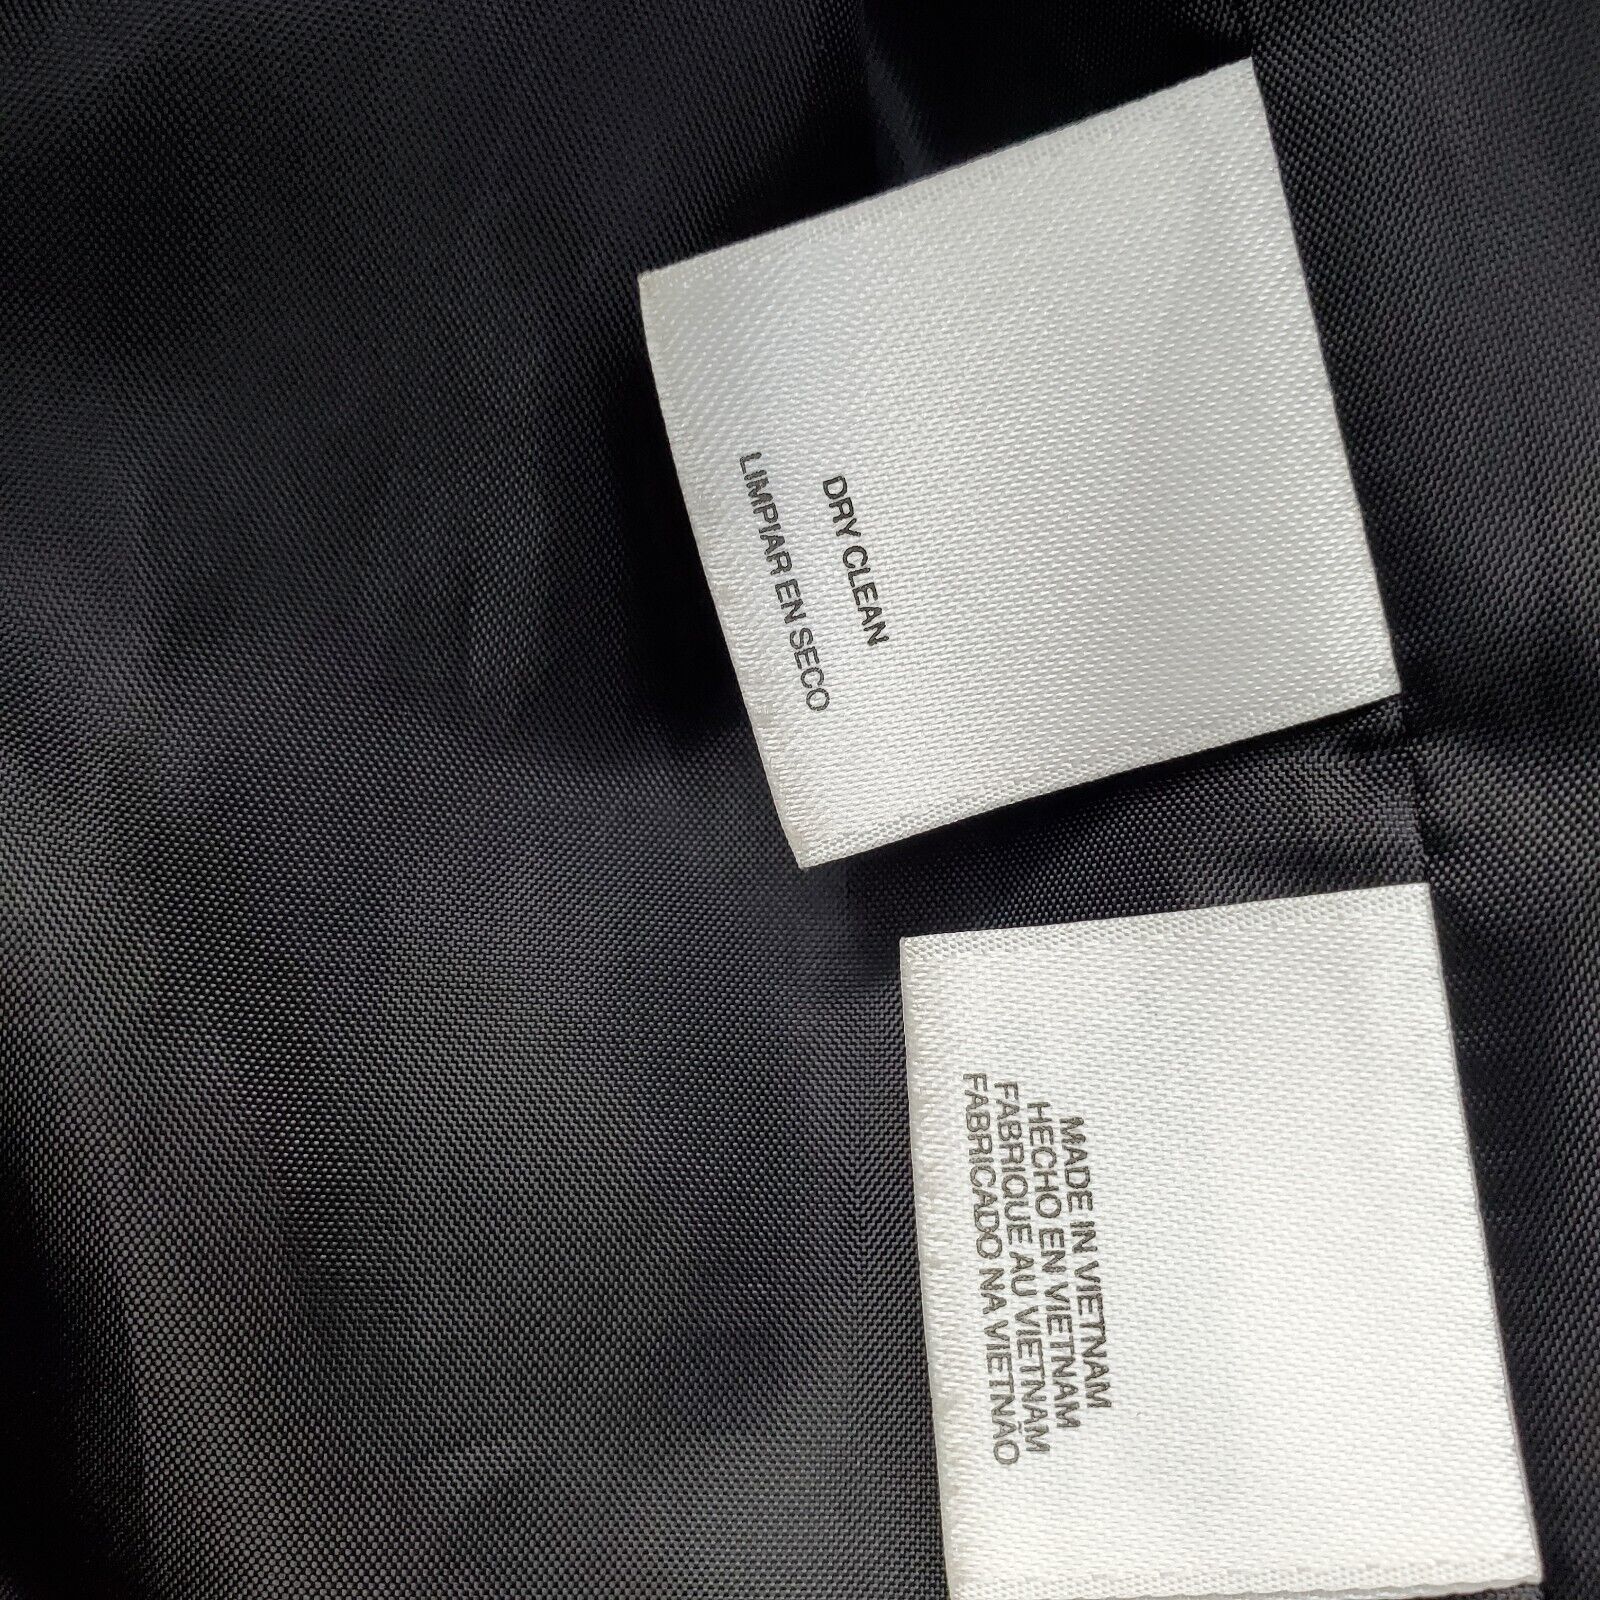 DRY CLEAN
LIMPIAR EN SECO
MADE IN VIETNAM
HECHO EN VIETNAM
FABRIQUE AU VIETNAM
FABRICADO NA VIETNÃO